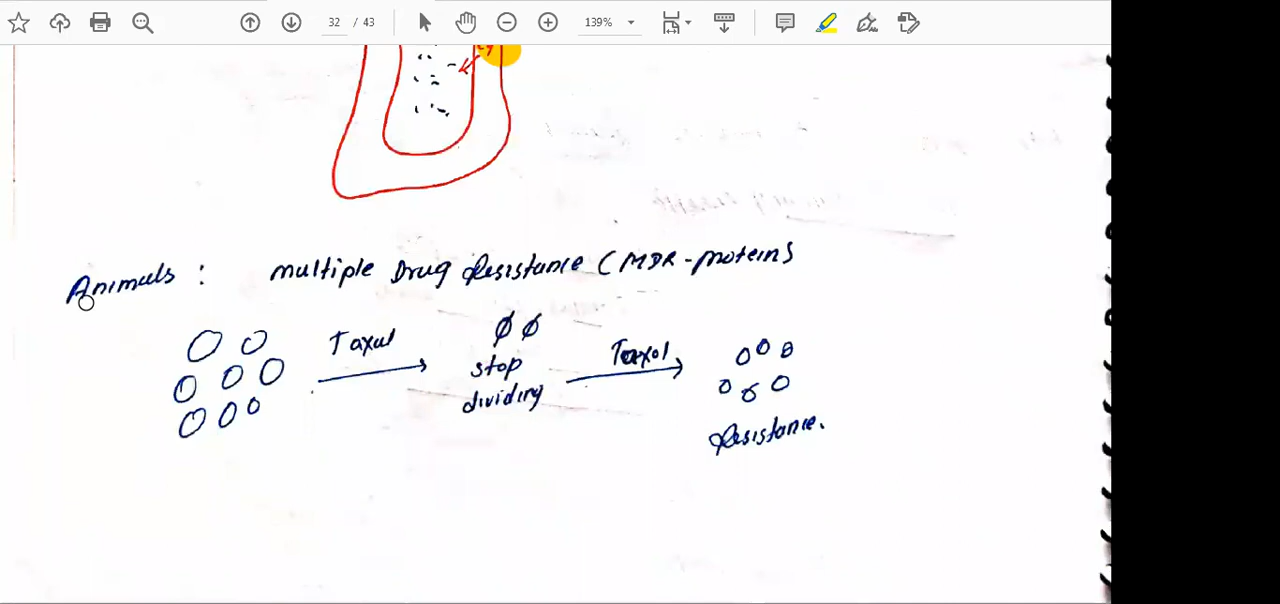 32 / 43
139%
Animals : multiple Drug Resistance (MDR-proteins
Taxol
Taxol
stop
dividing
Resistance.